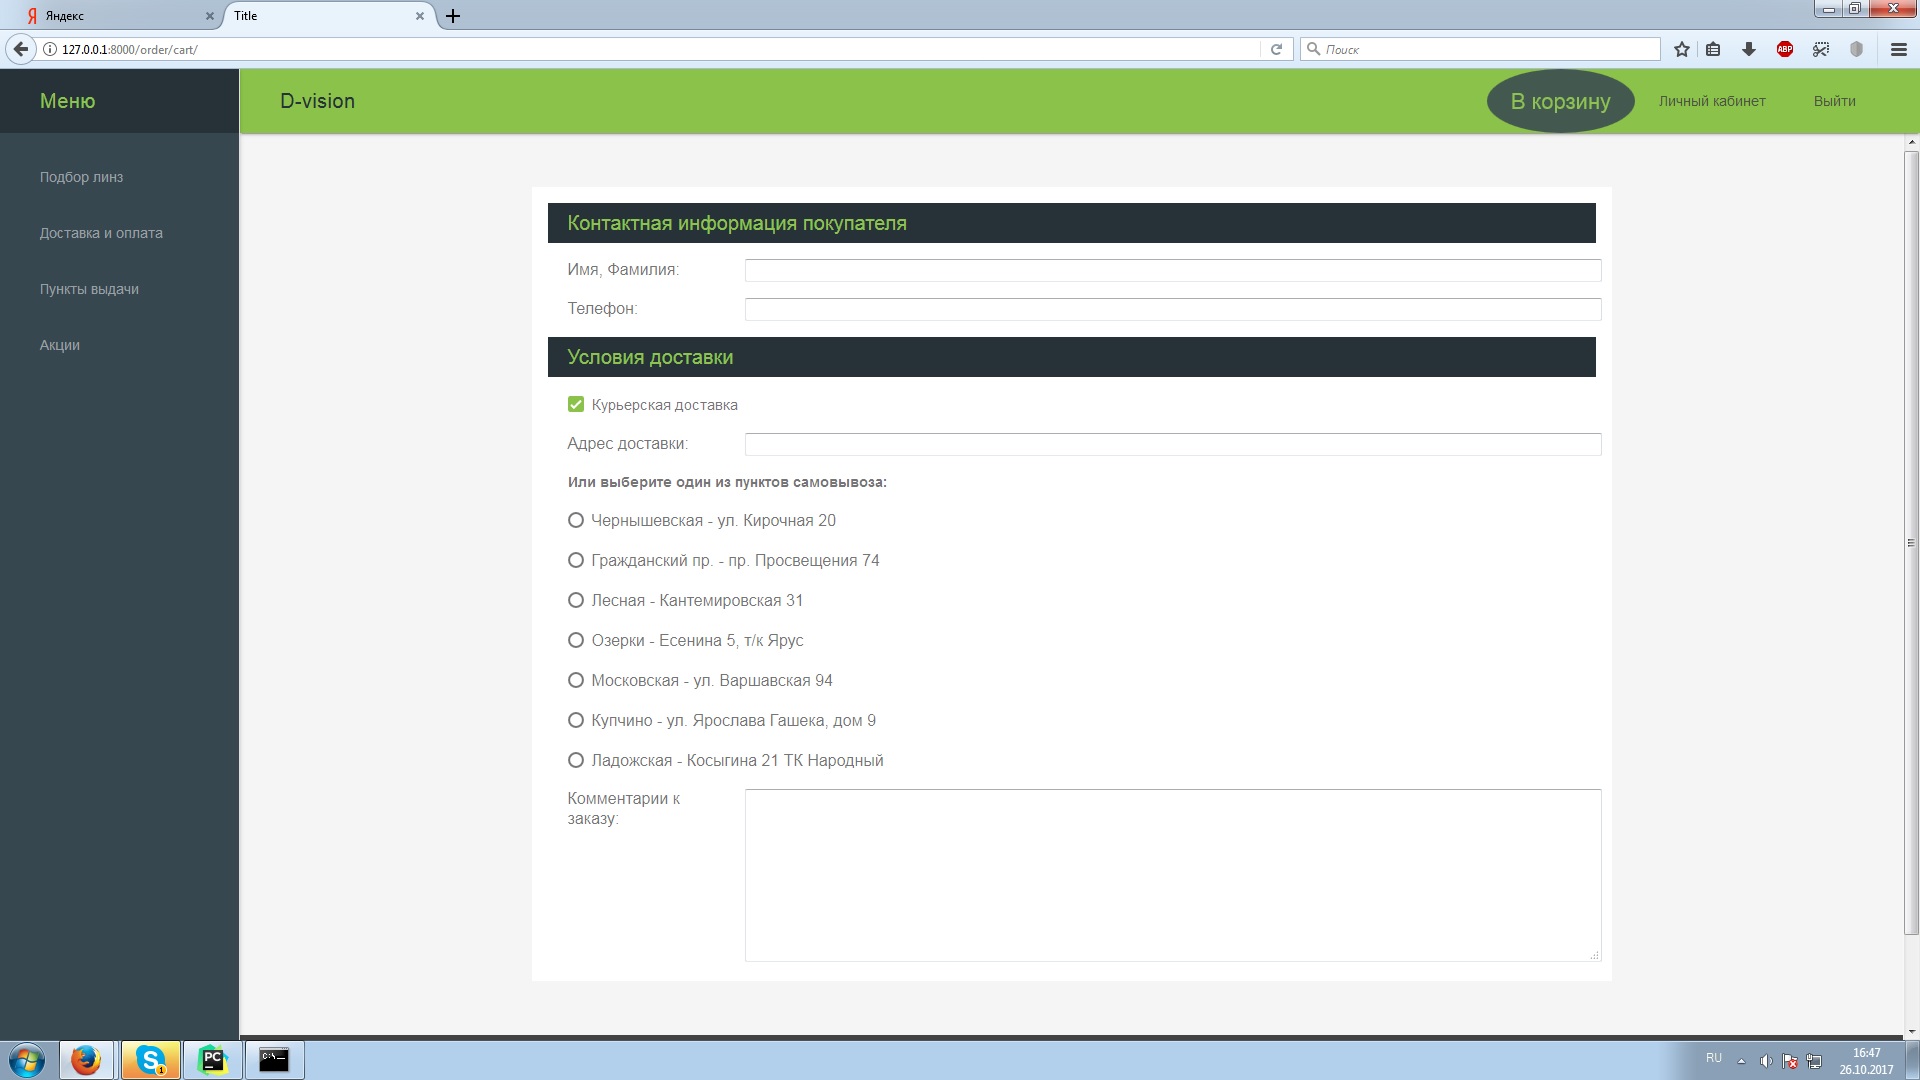 Яндекс
Title
127.0.0.1:8000/order/cart/
Поиск
ABP
Меню
D-vision
В корзину
Личный кабинет
Выйти
Подбор линз
Доставка и оплата
Пункты выдачи
Акции
Контактная информация покупателя
Имя, Фамилия:
Телефон:
Условия доставки
Курьерская доставка
Адрес доставки:
Или выберите один из пунктов самовывоза:
Чернышевская - ул. Кирочная 20
Гражданский пр. - пр. Просвещения 74
Лесная - Кантемировская 31
Озерки - Есенина 5, т/к Ярус
Московская - ул. Варшавская 94
Купчино - ул. Ярослава Гашека, дом 9
Ладожская - Косыгина 21 ТК Народный
Комментарии к
заказу:
PC
C:\
RU
16:47
26.10.2017